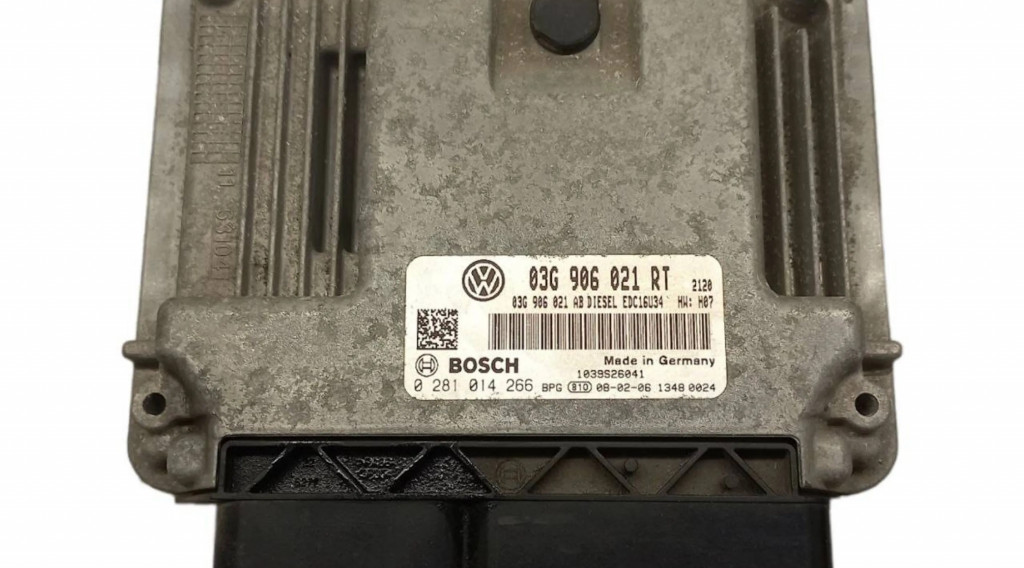 03G 906 021 RT 2120
03G 906 021 AB DIESEL EDC16U34 HW: H07
BOSCH Made in Germany
1039S26041
0 281 014 266 BPG 810 08-02-06 1348 0024